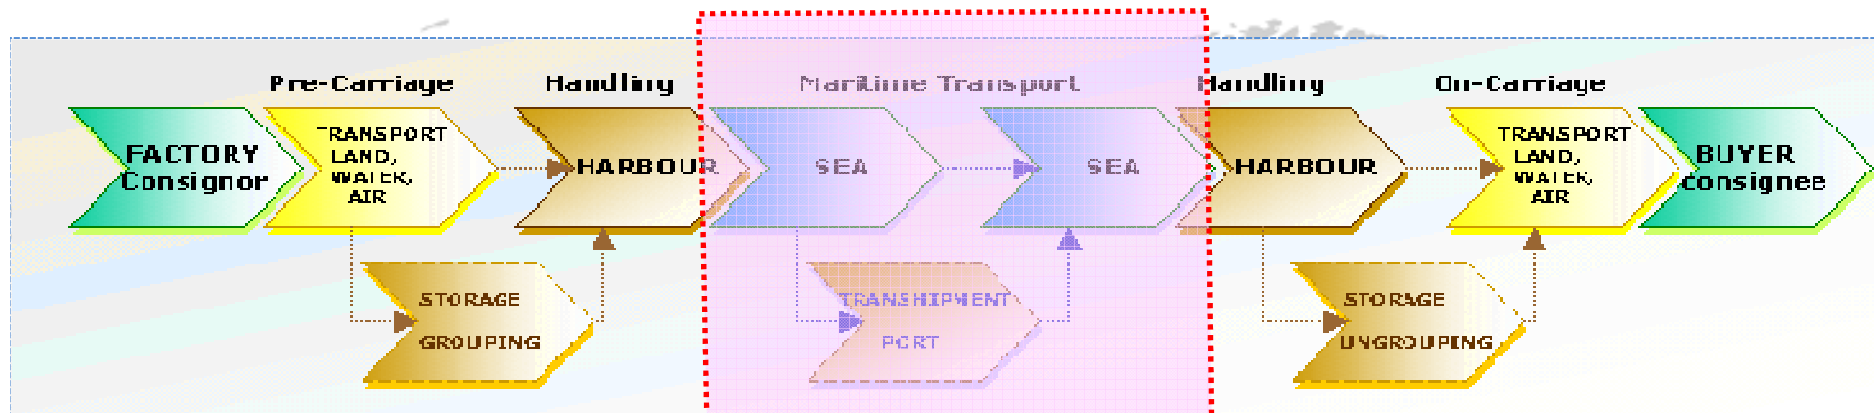 Pre-Carriage
Handling
Maritime Transport
Handling
On-Carriage
FACTORY
Consignor
TRANSPORT
LAND,
WATER,
AIR
HARBOUR
SEA
SEA
HARBOUR
TRANSPORT
LAND,
WATER,
AIR
BUYER
consignee
STORAGE
GROUPING
TRANSHIPMENT
PORT
STORAGE
UNGROUPING